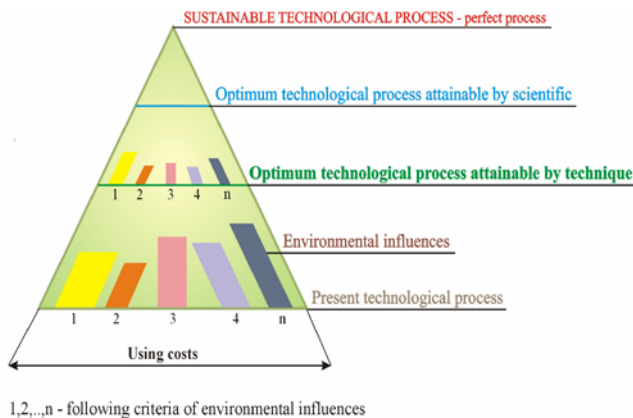 SUSTAINABLE TECHNOLOGICAL PROCESS - perfect process
Optimum technological process attainable by scientific
Optimum technological process attainable by technique
1 2 3 4 n
Environmental influences
Present technological process
1 2 3 4 n
Using costs
1,2,..,n - following criteria of environmental influences